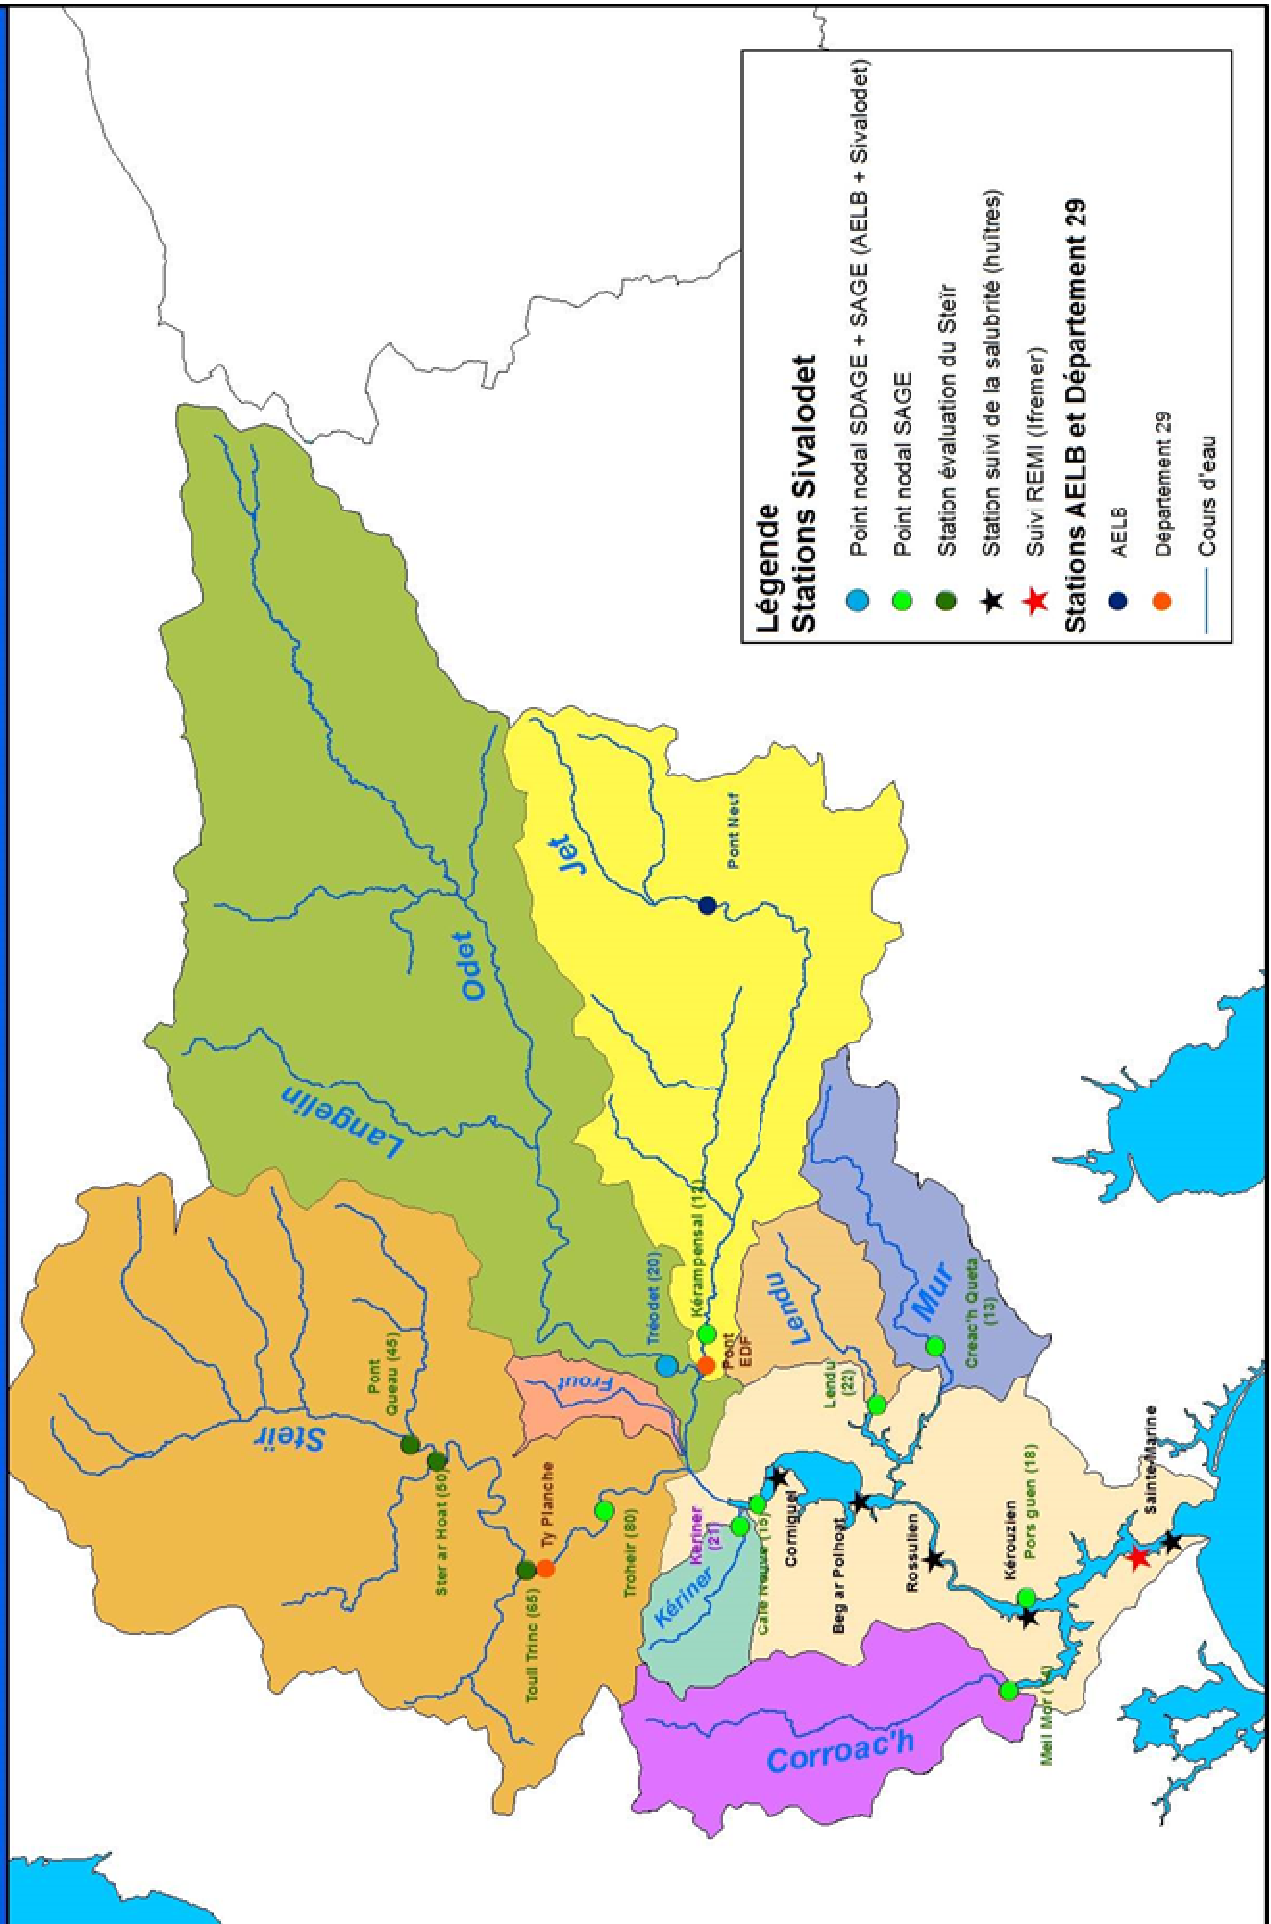 Steïr
Pont
Queau (45)
Ster ar Hoat (50)
Toull Trinc (65)
Ty Planche
Troheir (80)
Frout
Langelin
Odet
Jet
Pont Neuf
Tréodet (20)
Kérampensal (12)
Pont
EDF
Lendu
Lendu
(22)
Mur
Creac'h Queta
(13)
Kériner
(21)
Kériner
Corniguel
Beg ar Polhoat
Rossulien
Kérouzien
Pors guen (18)
Sainte-Marine
Meil Mor
Corroac'h
Légende
Stations Sivalodet
Point nodal SDAGE + SAGE (AELB + Sivalodet)
Point nodal SAGE
Station évaluation du Steïr
Station suivi de la salubrité (huîtres)
Suivi REMI (Ifremer)
Stations AELB et Département 29
AELB
Département 29
Cours d'eau